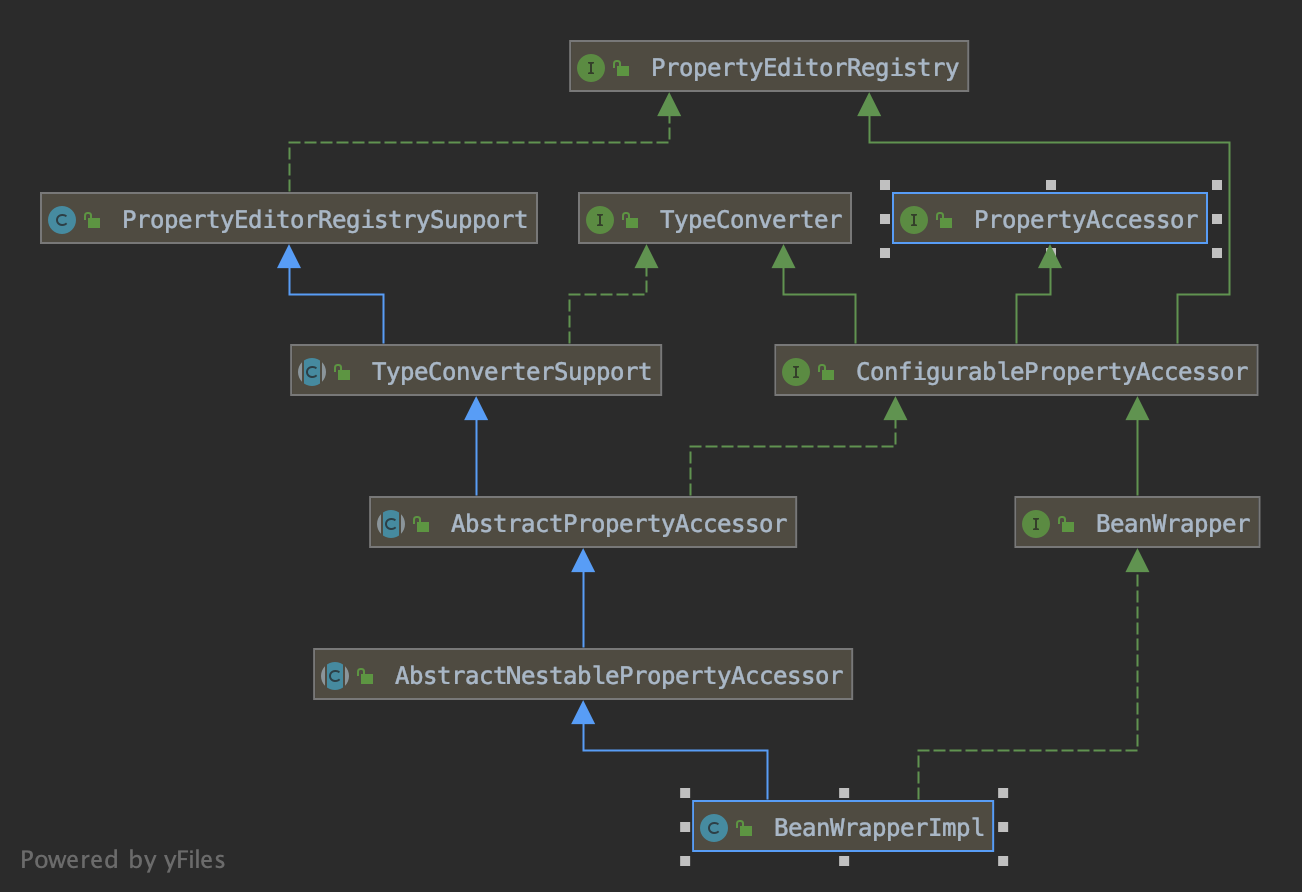 PropertyEditorRegistry
PropertyEditorRegistrySupport
TypeConverter
PropertyAccessor
TypeConverterSupport
ConfigurablePropertyAccessor
AbstractPropertyAccessor
BeanWrapper
AbstractNestablePropertyAccessor
BeanWrapperImpl
Powered by yFiles